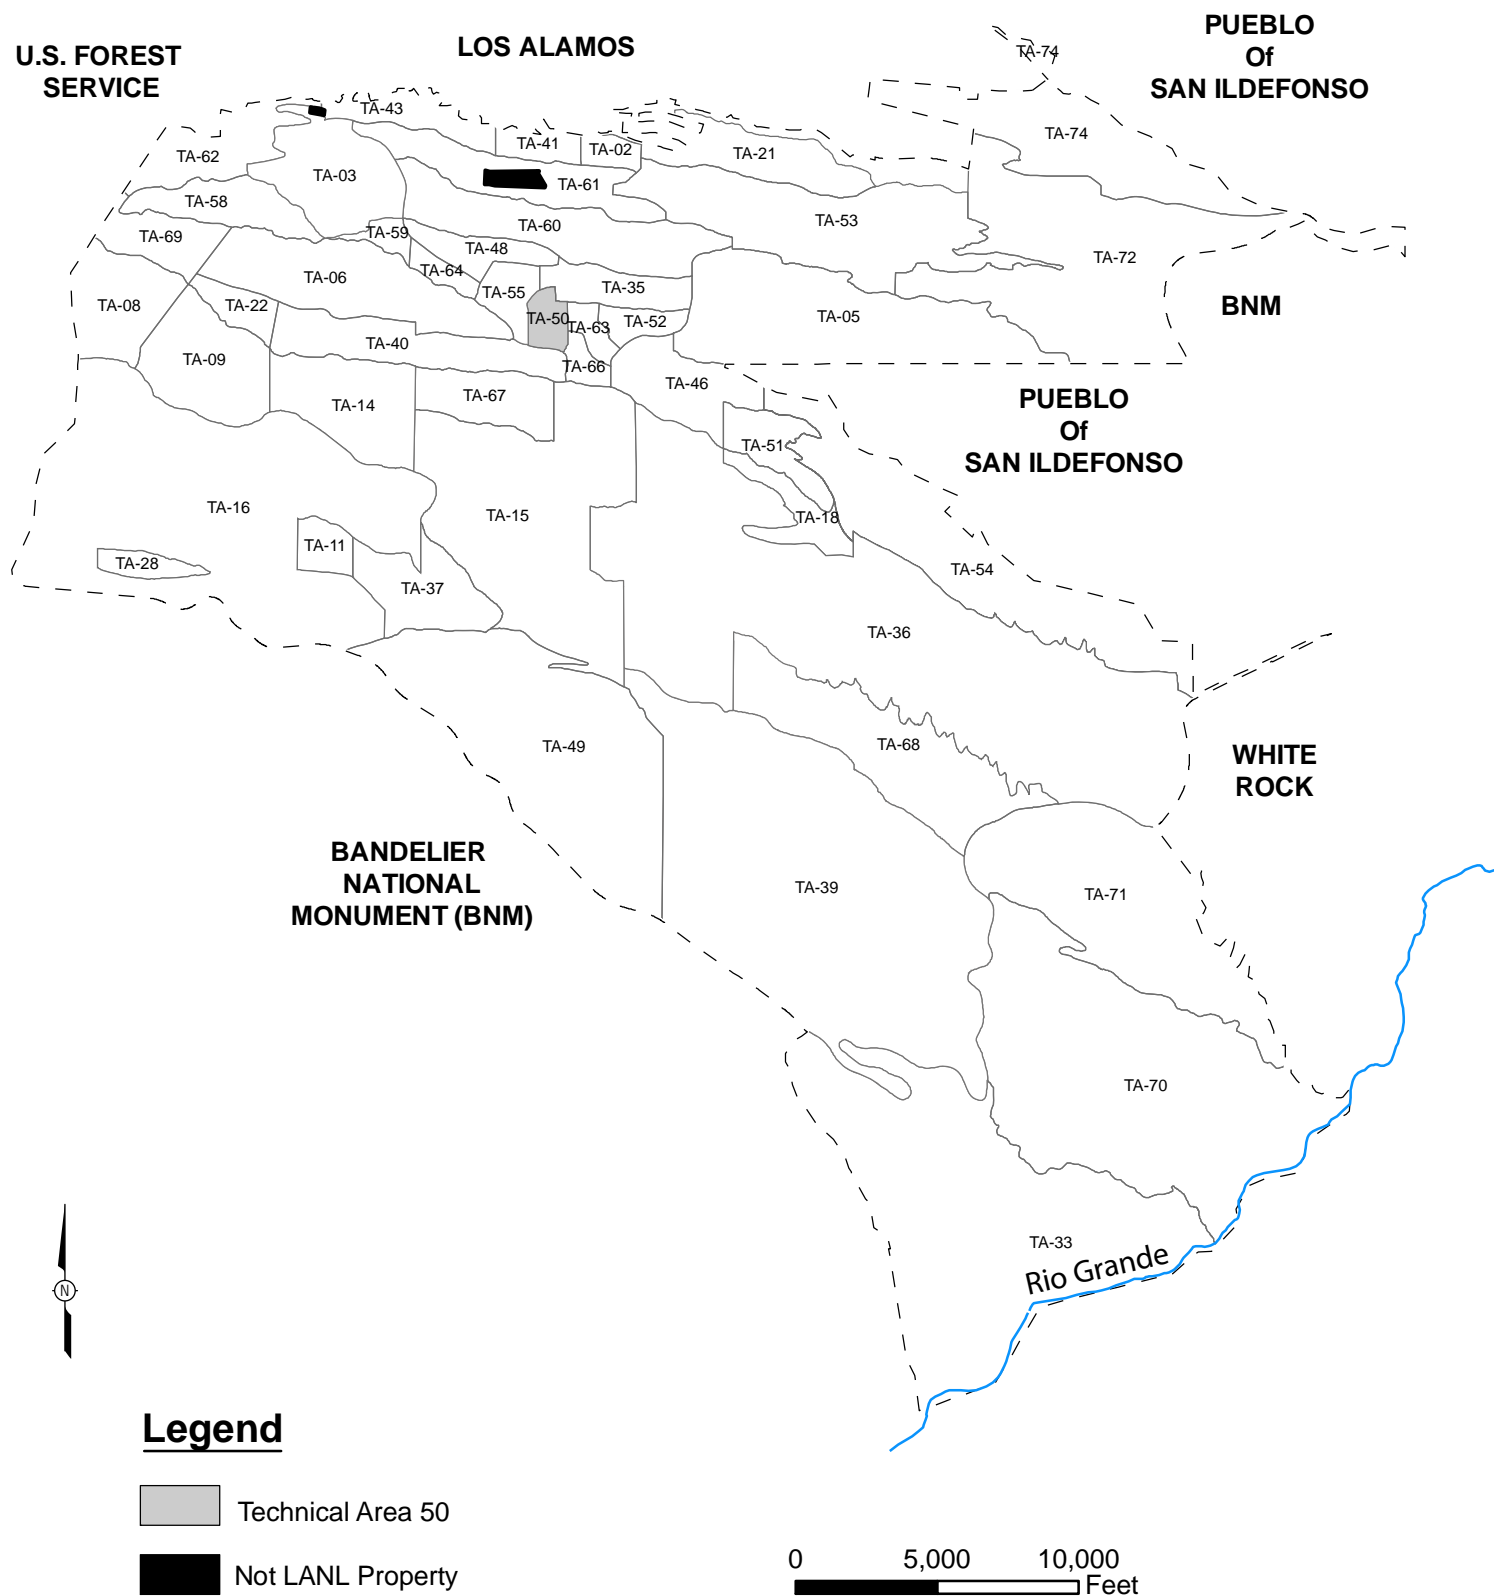 U.S. FOREST
SERVICE
LOS ALAMOS
PUEBLO
Of
SAN ILDEFONSO
TA-74
TA-43
TA-74
TA-41
TA-02
TA-21
TA-62
TA-03
TA-61
TA-58
TA-53
TA-60
TA-59
TA-69
TA-48
TA-72
TA-64
TA-06
TA-55
TA-35
TA-08
TA-22
BNM
TA-50
TA-63
TA-52
TA-05
TA-40
TA-09
TA-66
TA-46
TA-67
TA-14
PUEBLO
Of
SAN ILDEFONSO
TA-51
TA-16
TA-15
TA-18
TA-11
TA-28
TA-54
TA-37
TA-36
TA-49
TA-68
WHITE
ROCK
BANDELIER
NATIONAL
MONUMENT (BNM)
TA-39
TA-71
TA-70
TA-33
Rio Grande
N
Legend
Technical Area 50
Not LANL Property
0 5,000 10,000
Feet